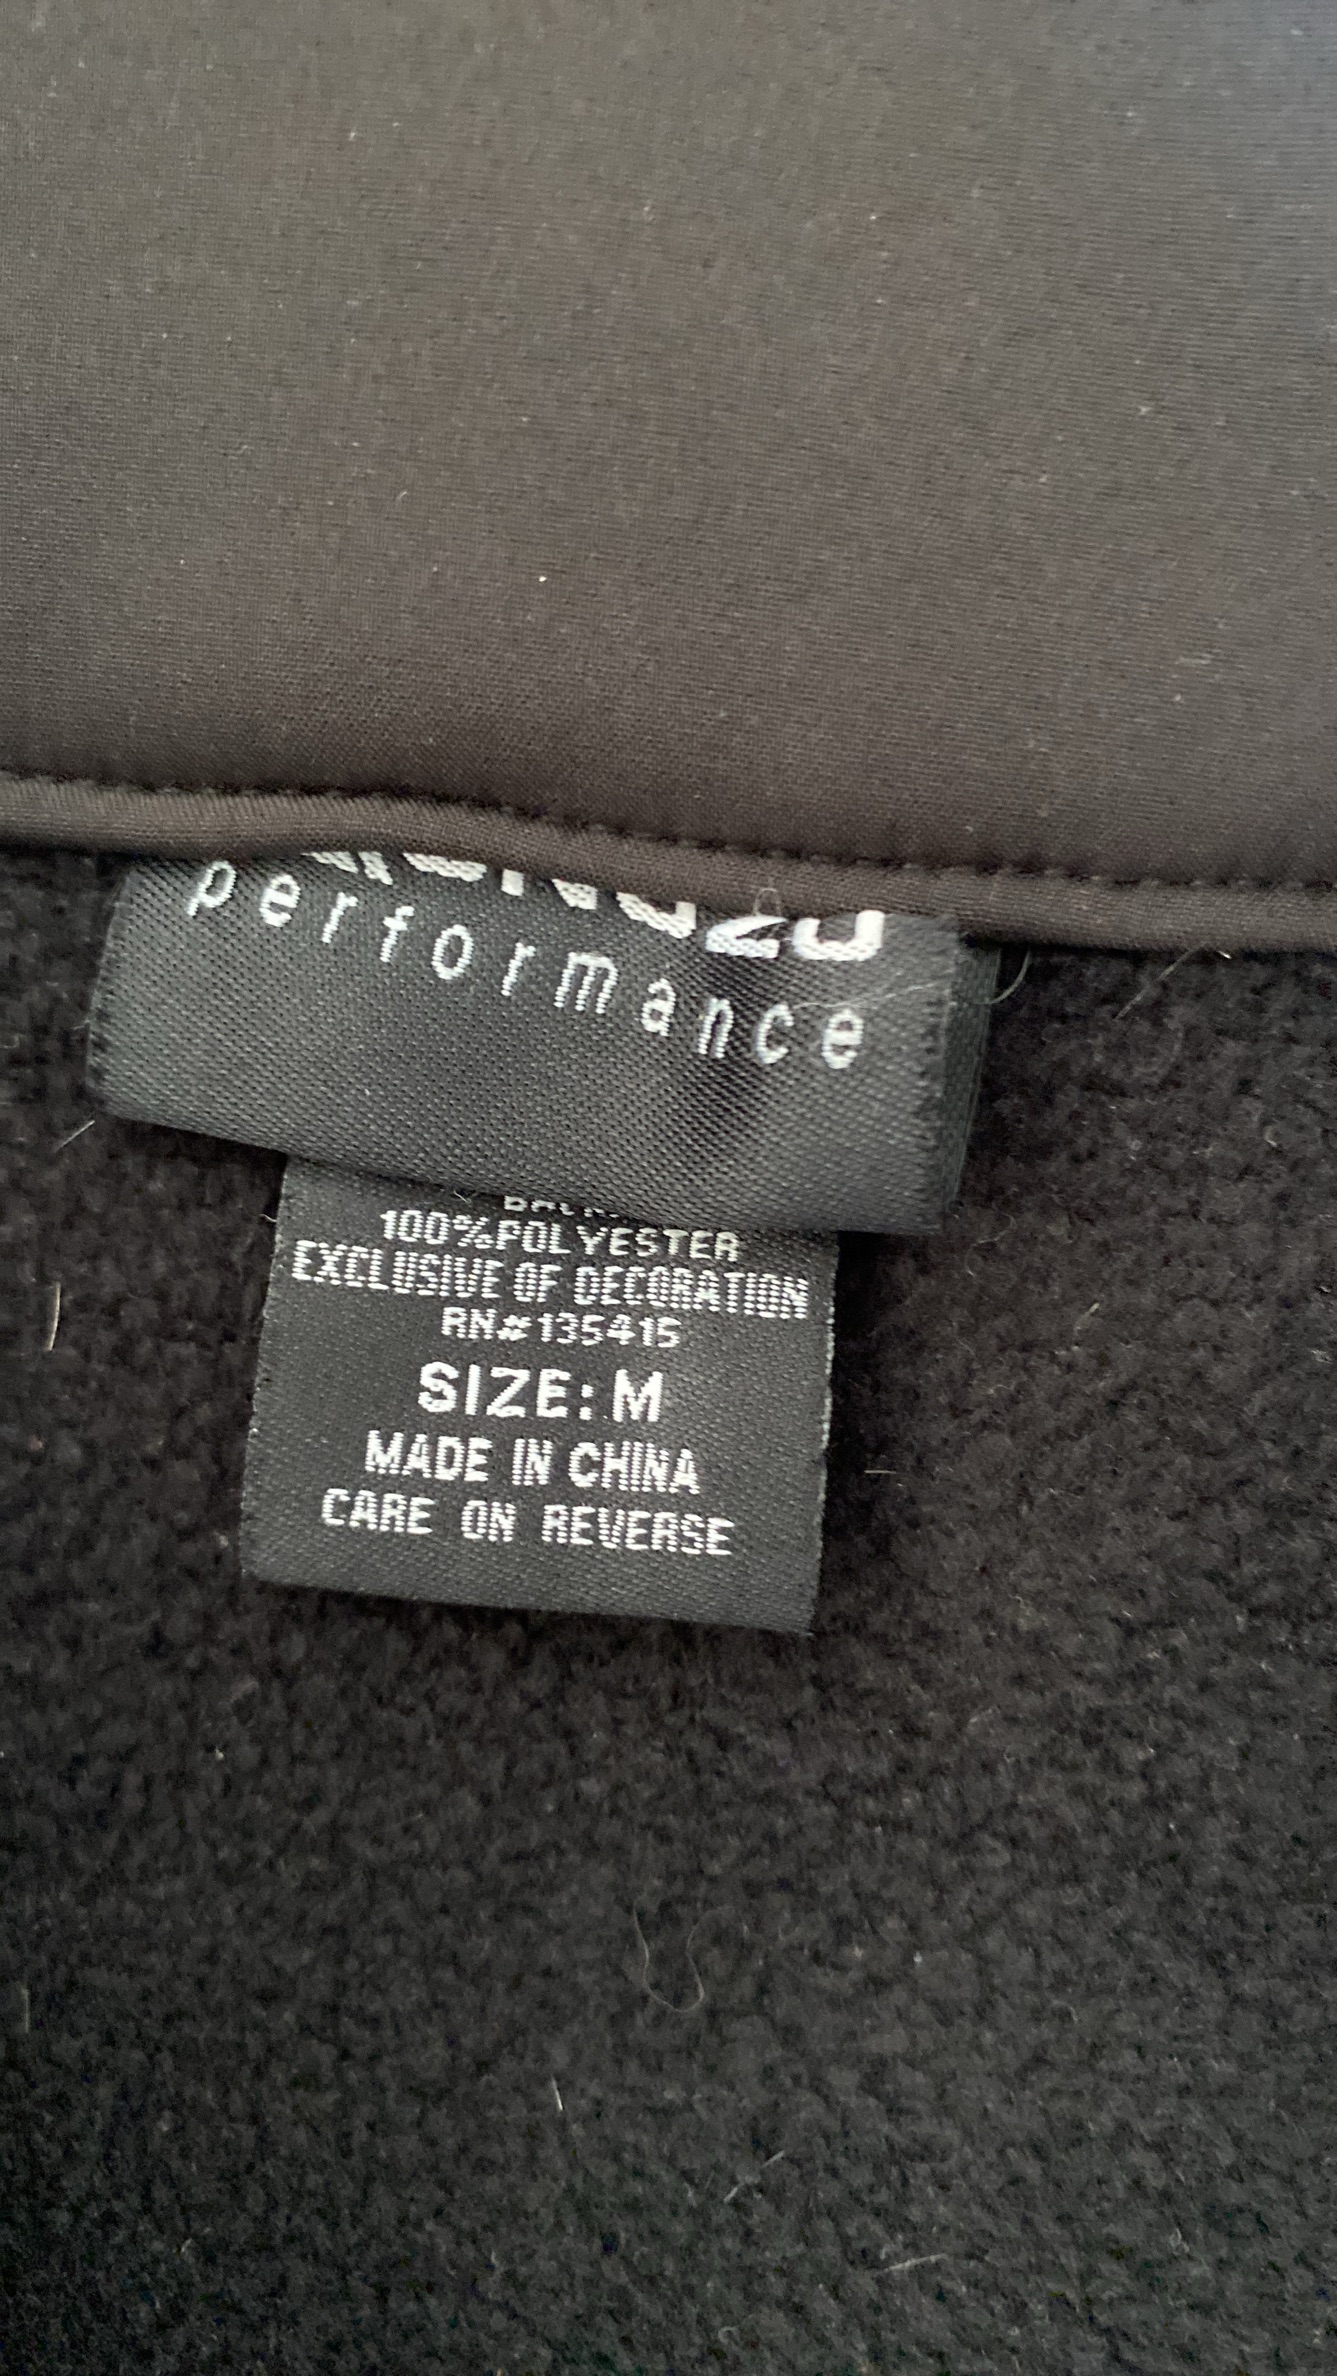 performance
100%POLYESTER
EXCLUSIVE OF DECORATION
RN#135415
SIZE: M
MADE IN CHINA
CARE ON REVERSE